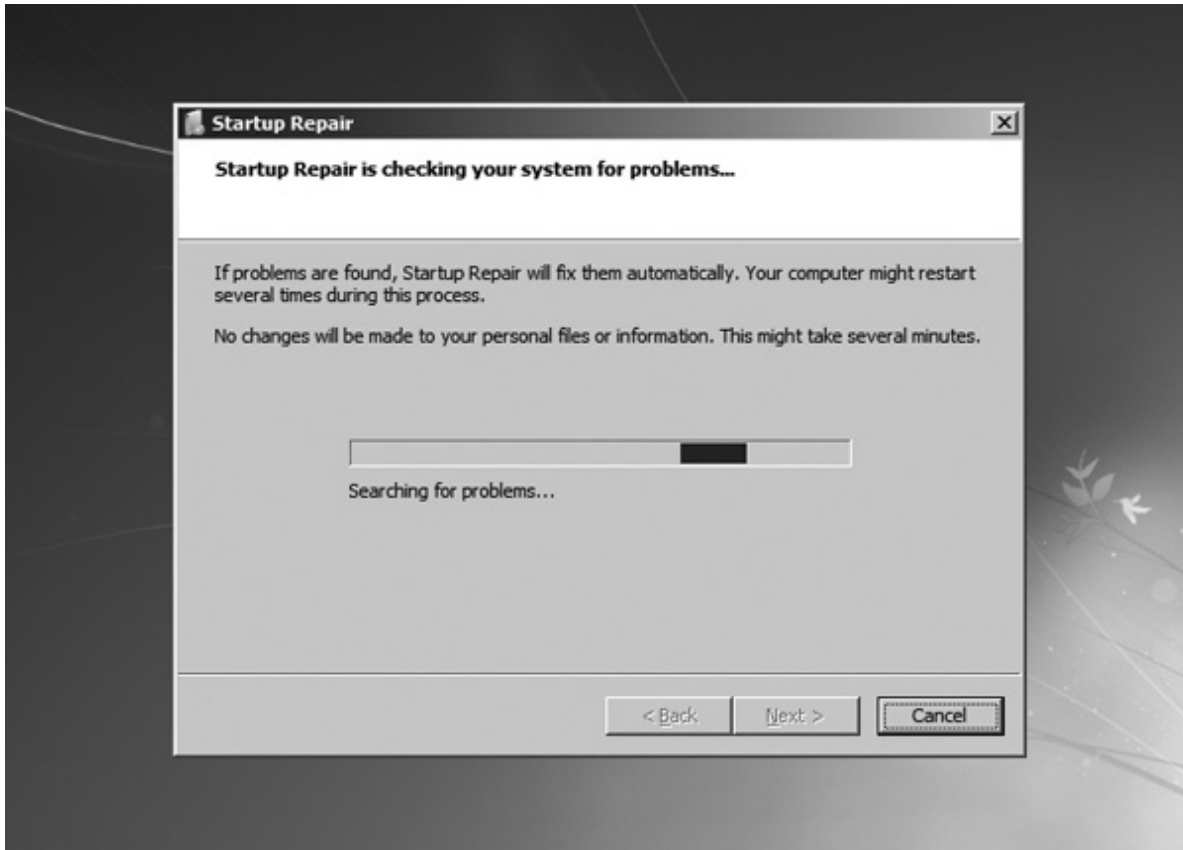 Startup Repair
Startup Repair is checking your system for problems...
If problems are found, Startup Repair will fix them automatically. Your computer might restart
several times during this process.
No changes will be made to your personal files or information. This might take several minutes.
Searching for problems...
< Back
Next >
Cancel